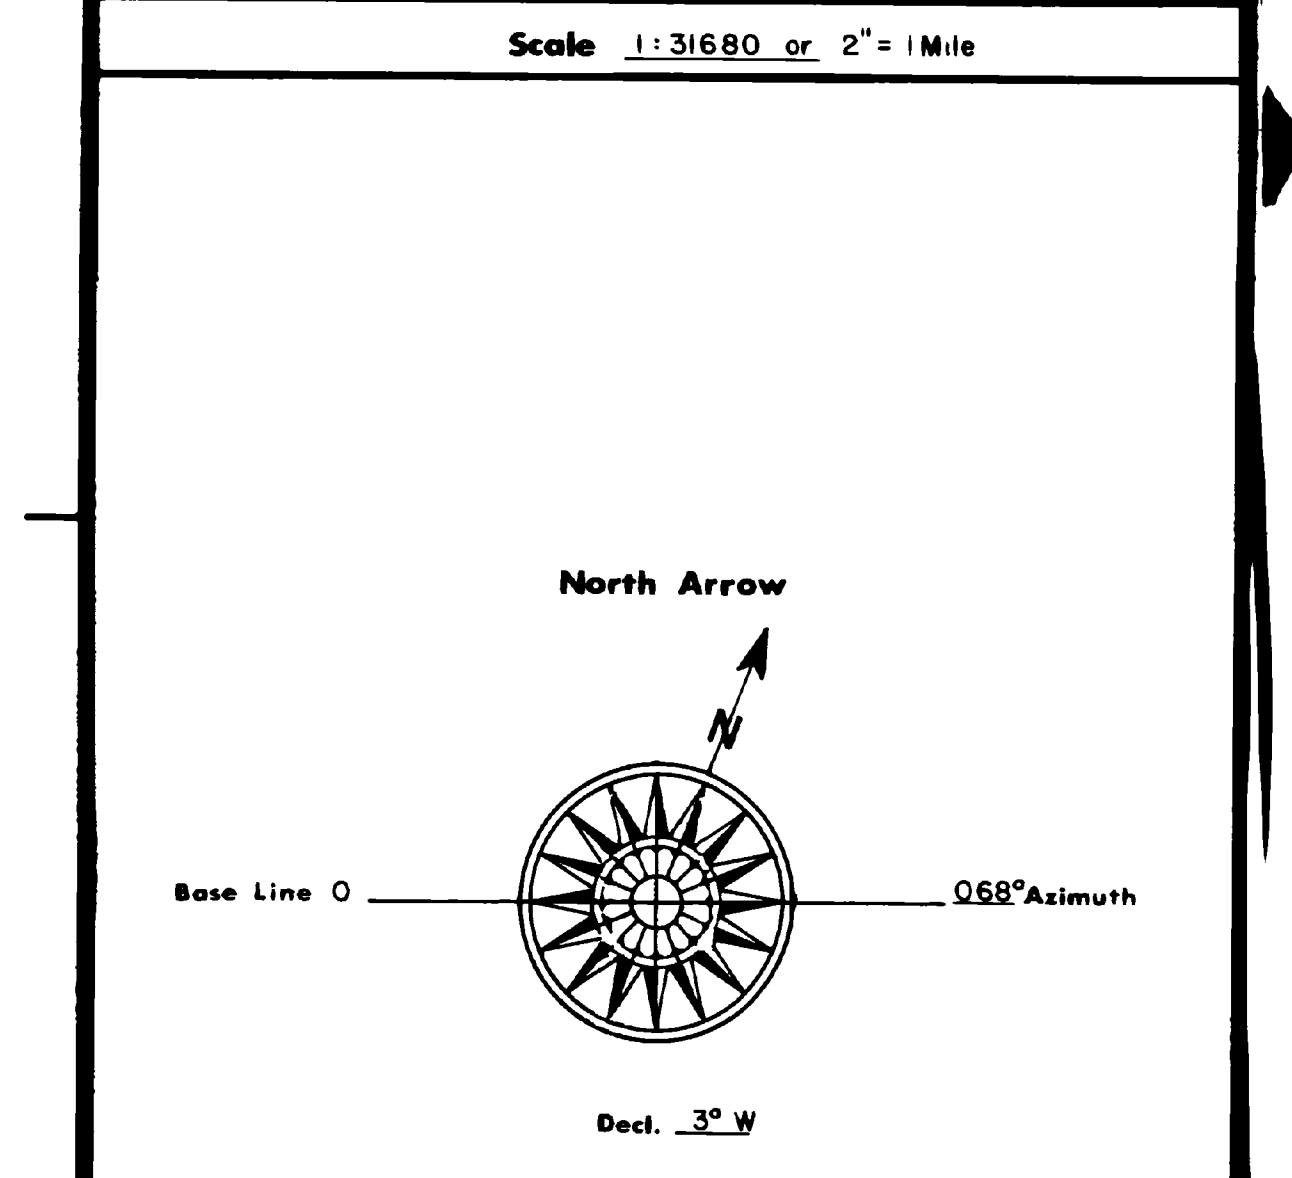 Scale 1:31680 or 2"= 1 Mile
North Arrow
N
Base Line 0 068° Azimuth
Decl. 3° W